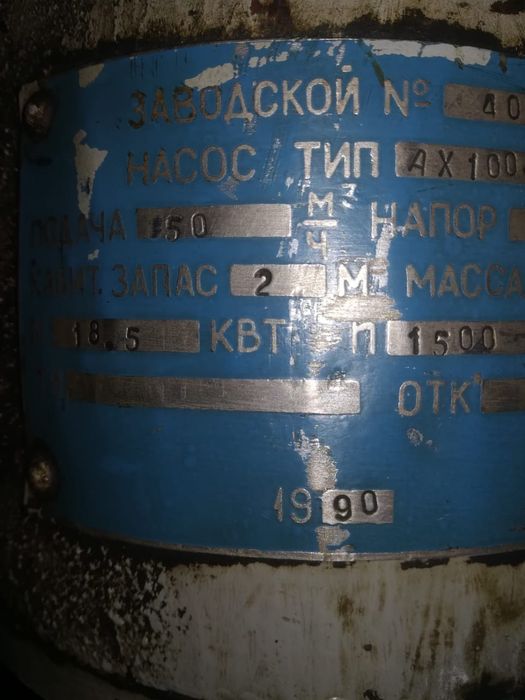 ЗАВОДСКОЙ № 40
НАСОС ТИП АХ100
ПОДАЧА 50 М³/Ч НАПОР
КАВИТ. ЗАПАС 2 М МАССА
18.5 КВТ П 1500
ОТК
1990